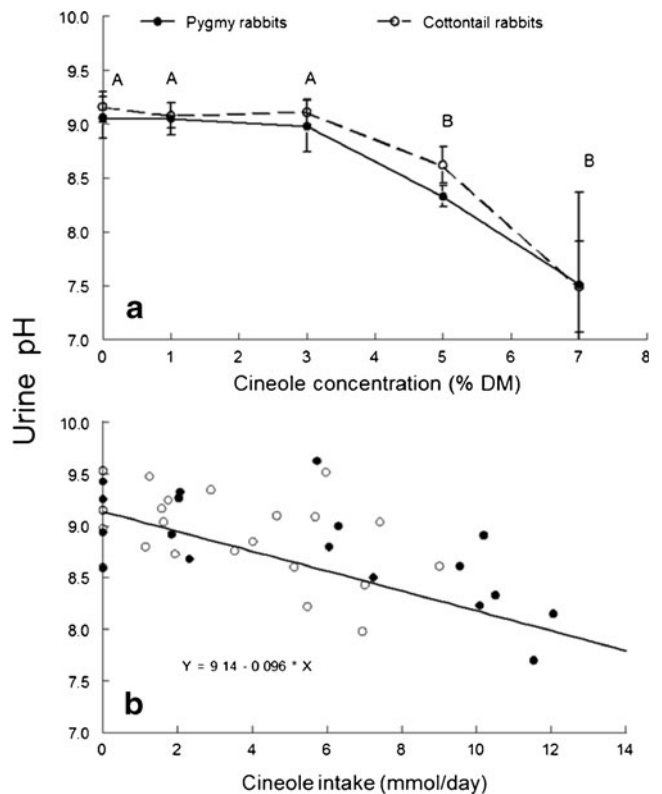 Pygmy rabbits
Cottontail rabbits
9.5
9.0
8.5
8.0
7.5
7.0
A
A
A
B
B
a
0 1 2 3 4 5 6 7 8
Cineole concentration (% DM)
Urine pH
10.0
9.5
9.0
8.5
8.0
7.5
7.0
Y = 9 14 - 0 096 * X
b
0 2 4 6 8 10 12 14
Cineole intake (mmol/day)